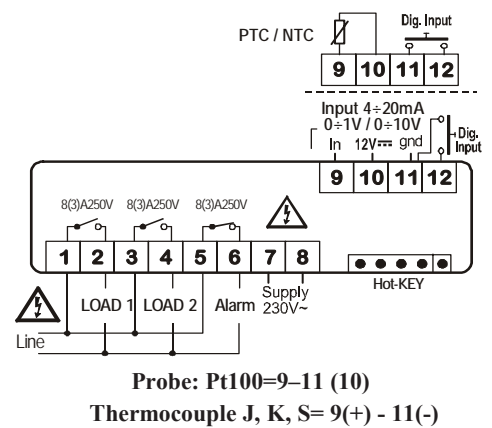 PTC / NTC
Dig. Input
9 10 11 12
Input 4÷20mA
0÷1V / 0÷10V
In 12V⎓ gnd
Dig.
Input
9 10 11 12
8(3)A250V 8(3)A250V 8(3)A250V
1 2 3 4 5 6 7 8
Hot-KEY
LOAD 1 LOAD 2 Alarm Supply
230V~
Line
Probe: Pt100=9–11 (10)
Thermocouple J, K, S= 9(+) - 11(-)